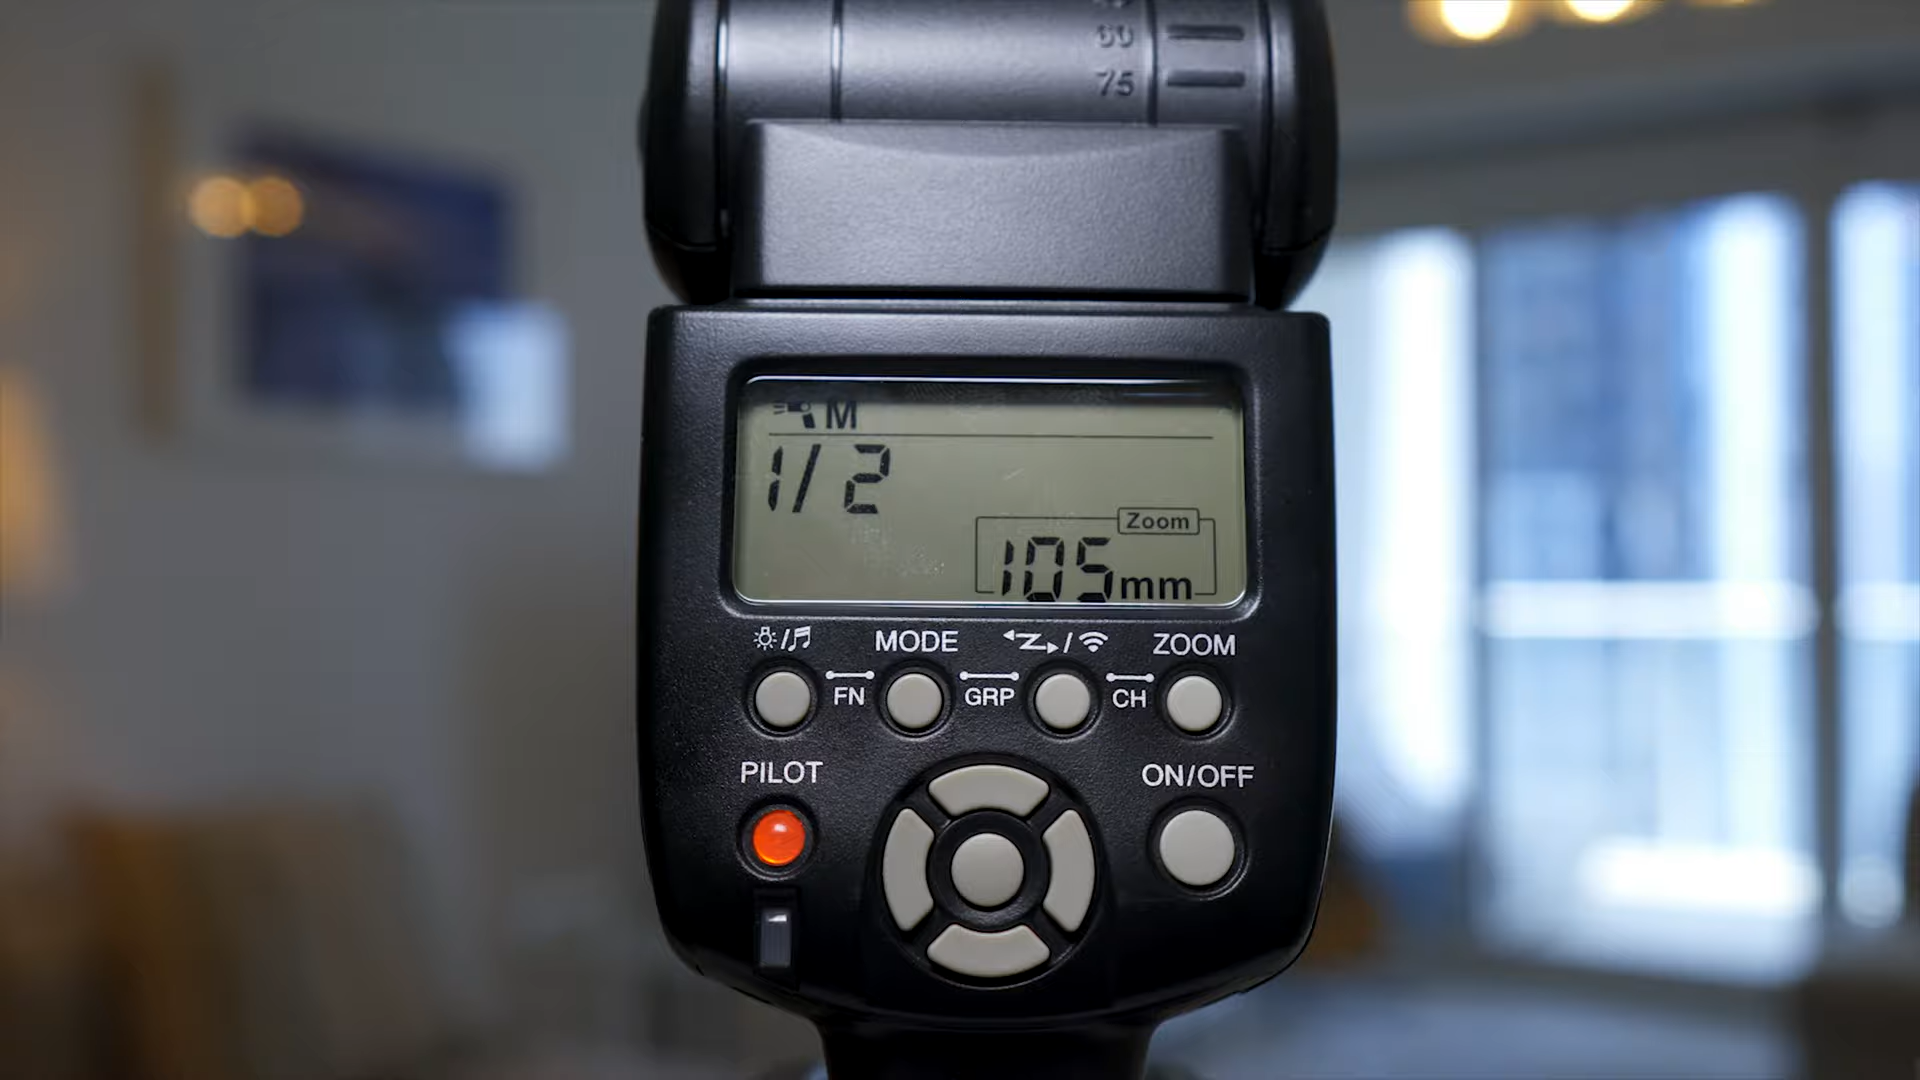 60
75
M
1/2
Zoom
105mm
MODE
/
ZOOM
FN
GRP
CH
PILOT
ON/OFF